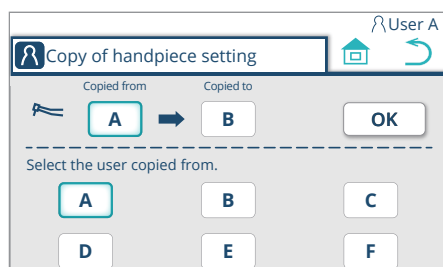 User A
Copy of handpiece setting
Copied from Copied to
A B OK
Select the user copied from.
A B C
D E F